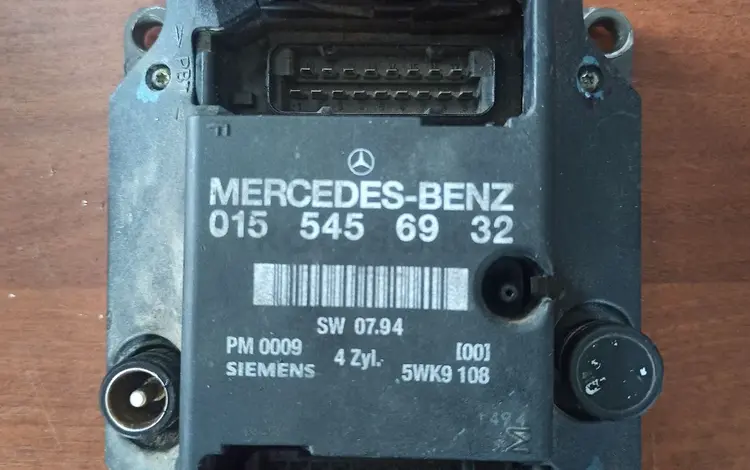 MERCEDES-BENZ
015 545 69 32
SW 07.94
PM 0009 4 Zyl. [00]
SIEMENS 5WK9 108